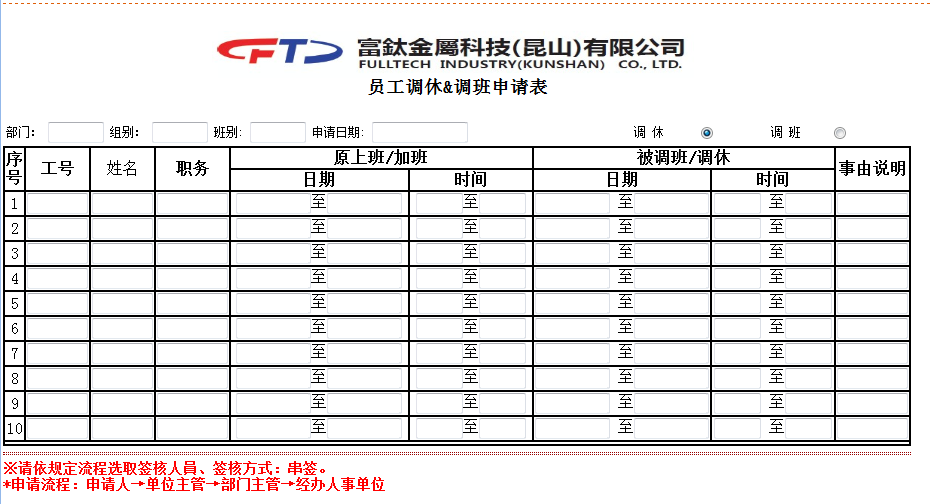 FTD 富鈦金屬科技(昆山)有限公司
FULLTECH INDUSTRY(KUNSHAN) CO., LTD.
员工调休&调班申请表
部门： 组别: 班别: 申请日期: 调 休 调 班
序号 工号 姓名 职务 原上班/加班 被调班/调休 事由说明
日期 时间 日期 时间
1 至 至 至 至
2 至 至 至 至
3 至 至 至 至
4 至 至 至 至
5 至 至 至 至
6 至 至 至 至
7 至 至 至 至
8 至 至 至 至
9 至 至 至 至
10 至 至 至 至
※请依规定流程选取签核人員、签核方式：串签。
*申请流程：申请人→单位主管→部门主管→经办人事单位